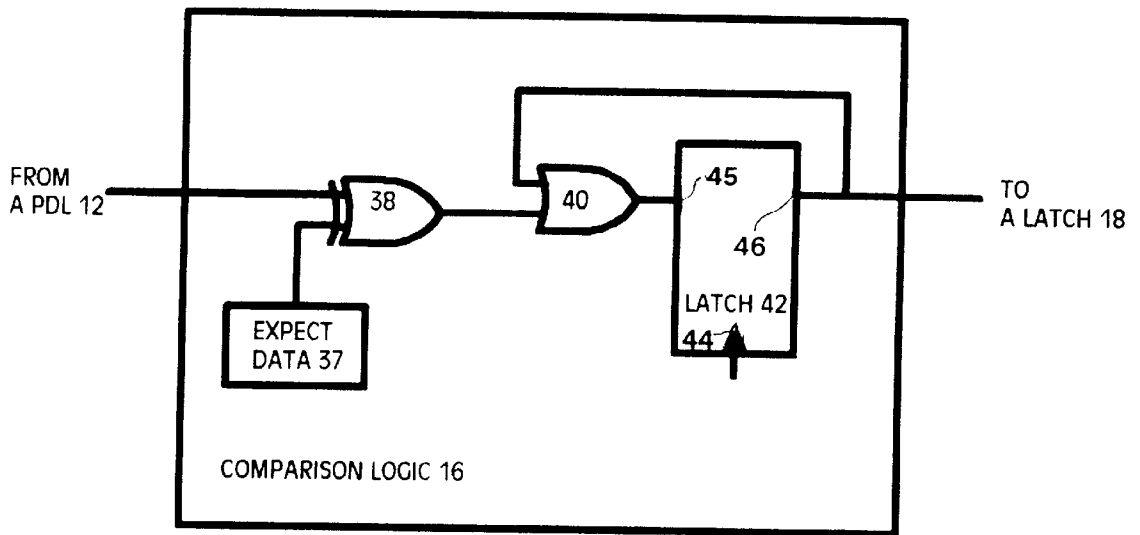 FROM
A PDL 12
38
40
45
46
LATCH 42
44
TO
A LATCH 18
EXPECT
DATA 37
COMPARISON LOGIC 16